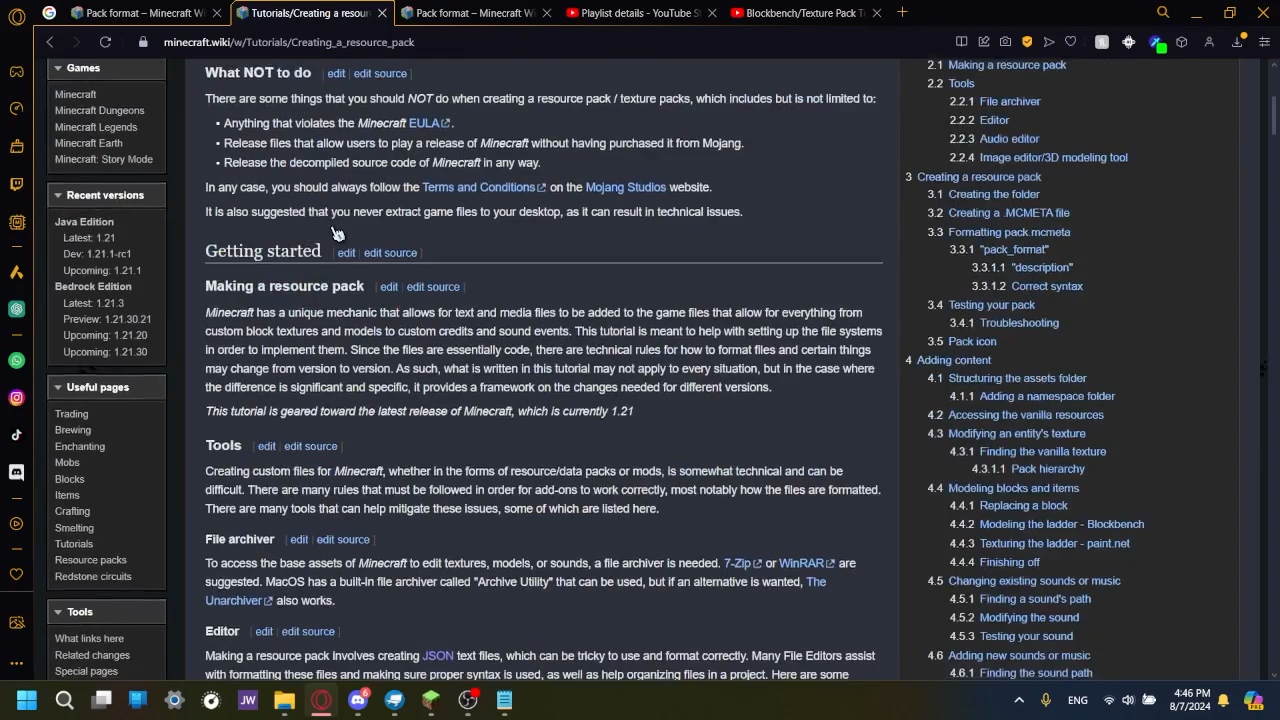 Pack format – Minecraft Wi
Tutorials/Creating a resour
Pack format – Minecraft Wi
Playlist details - YouTube S
Blockbench/Texture Pack T
minecraft.wiki/w/Tutorials/Creating_a_resource_pack
Games
Minecraft
Minecraft Dungeons
Minecraft Legends
Minecraft Earth
Minecraft: Story Mode
Recent versions
Java Edition
Latest: 1.21
Dev: 1.21.1-rc1
Upcoming: 1.21.1
Bedrock Edition
Latest: 1.21.3
Preview: 1.21.30.21
Upcoming: 1.21.20
Upcoming: 1.21.30
Useful pages
Trading
Brewing
Enchanting
Mobs
Blocks
Items
Crafting
Smelting
Tutorials
Resource packs
Redstone circuits
Tools
What links here
Related changes
Special pages
What NOT to do [ edit | edit source ]
There are some things that you should NOT do when creating a resource pack / texture packs, which includes but is not limited to:
• Anything that violates the Minecraft EULA.
• Release files that allow users to play a release of Minecraft without having purchased it from Mojang.
• Release the decompiled source code of Minecraft in any way.
In any case, you should always follow the Terms and Conditions on the Mojang Studios website.
It is also suggested that you never extract game files to your desktop, as it can result in technical issues.
Getting started [ edit | edit source ]
Making a resource pack [ edit | edit source ]
Minecraft has a unique mechanic that allows for text and media files to be added to the game files that allow for everything from
custom block textures and models to custom credits and sound events. This tutorial is meant to help with setting up the file systems
in order to implement them. Since the files are essentially code, there are technical rules for how to format files and certain things
may change from version to version. As such, what is written in this tutorial may not apply to every situation, but in the case where
the difference is significant and specific, it provides a framework on the changes needed for different versions.
This tutorial is geared toward the latest release of Minecraft, which is currently 1.21
Tools [ edit | edit source ]
Creating custom files for Minecraft, whether in the forms of resource/data packs or mods, is somewhat technical and can be
difficult. There are many rules that must be followed in order for add-ons to work correctly, most notably how the files are formatted.
There are many tools that can help mitigate these issues, some of which are listed here.
File archiver [ edit | edit source ]
To access the base assets of Minecraft to edit textures, models, or sounds, a file archiver is needed. 7-Zip or WinRAR are
suggested. MacOS has a built-in file archiver called "Archive Utility" that can be used, but if an alternative is wanted, The
Unarchiver also works.
Editor [ edit | edit source ]
Making a resource pack involves creating JSON text files, which can be tricky to use and format correctly. Many File Editors assist
with formatting these files and making sure proper syntax is used, as well as help organizing files in a project. Here are some
2.1 Making a resource pack
2.2 Tools
2.2.1 File archiver
2.2.2 Editor
2.2.3 Audio editor
2.2.4 Image editor/3D modeling tool
3 Creating a resource pack
3.1 Creating the folder
3.2 Creating a .MCMETA file
3.3 Formatting pack.mcmeta
3.3.1 "pack_format"
3.3.1.1 "description"
3.3.1.2 Correct syntax
3.4 Testing your pack
3.4.1 Troubleshooting
3.5 Pack icon
4 Adding content
4.1 Structuring the assets folder
4.1.1 Adding a namespace folder
4.2 Accessing the vanilla resources
4.3 Modifying an entity's texture
4.3.1 Finding the vanilla texture
4.3.1.1 Pack hierarchy
4.4 Modeling blocks and items
4.4.1 Replacing a block
4.4.2 Modeling the ladder - Blockbench
4.4.3 Texturing the ladder - paint.net
4.4.4 Finishing off
4.5 Changing existing sounds or music
4.5.1 Finding a sound's path
4.5.2 Modifying the sound
4.5.3 Testing your sound
4.6 Adding new sounds or music
4.6.1 Finding the sound path
JW
6
ENG
4:46 PM
8/7/2024
PRE